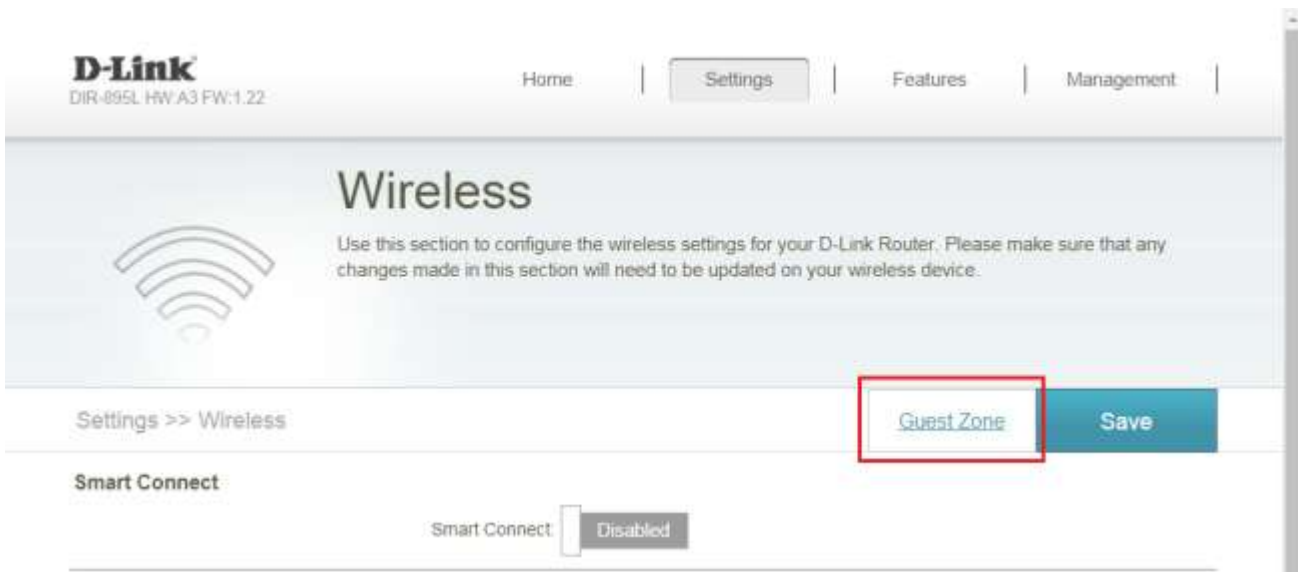 D-Link
DIR-895L HW:A3 FW:1.22
Home | Settings | Features | Management |
Wireless
Use this section to configure the wireless settings for your D-Link Router. Please make sure that any
changes made in this section will need to be updated on your wireless device.
Settings >> Wireless
Guest Zone
Save
Smart Connect
Smart Connect: Disabled